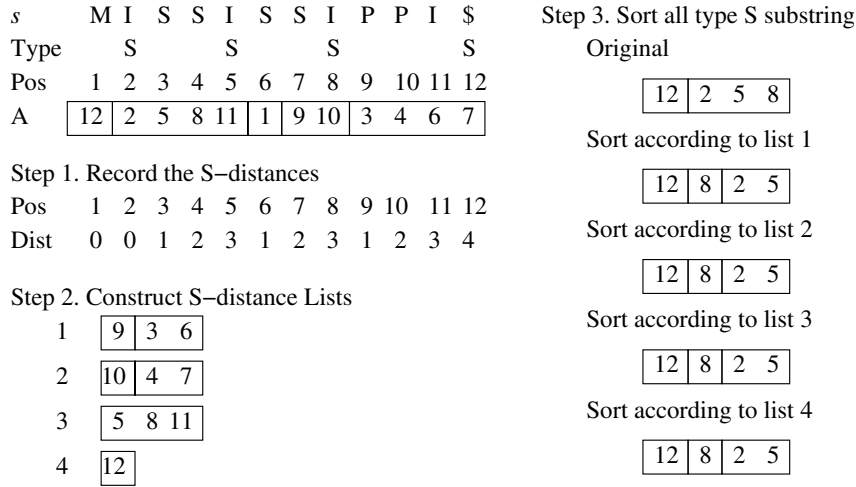 s M I S S I S S I P P I $
Type S S S S
Pos 1 2 3 4 5 6 7 8 9 10 11 12
A 12 2 5 8 11 1 9 10 3 4 6 7
Step 1. Record the S−distances
Pos 1 2 3 4 5 6 7 8 9 10 11 12
Dist 0 0 1 2 3 1 2 3 1 2 3 4
Step 2. Construct S−distance Lists
1 9 3 6
2 10 4 7
3 5 8 11
4 12
Step 3. Sort all type S substring
Original
12 2 5 8
Sort according to list 1
12 8 2 5
Sort according to list 2
12 8 2 5
Sort according to list 3
12 8 2 5
Sort according to list 4
12 8 2 5